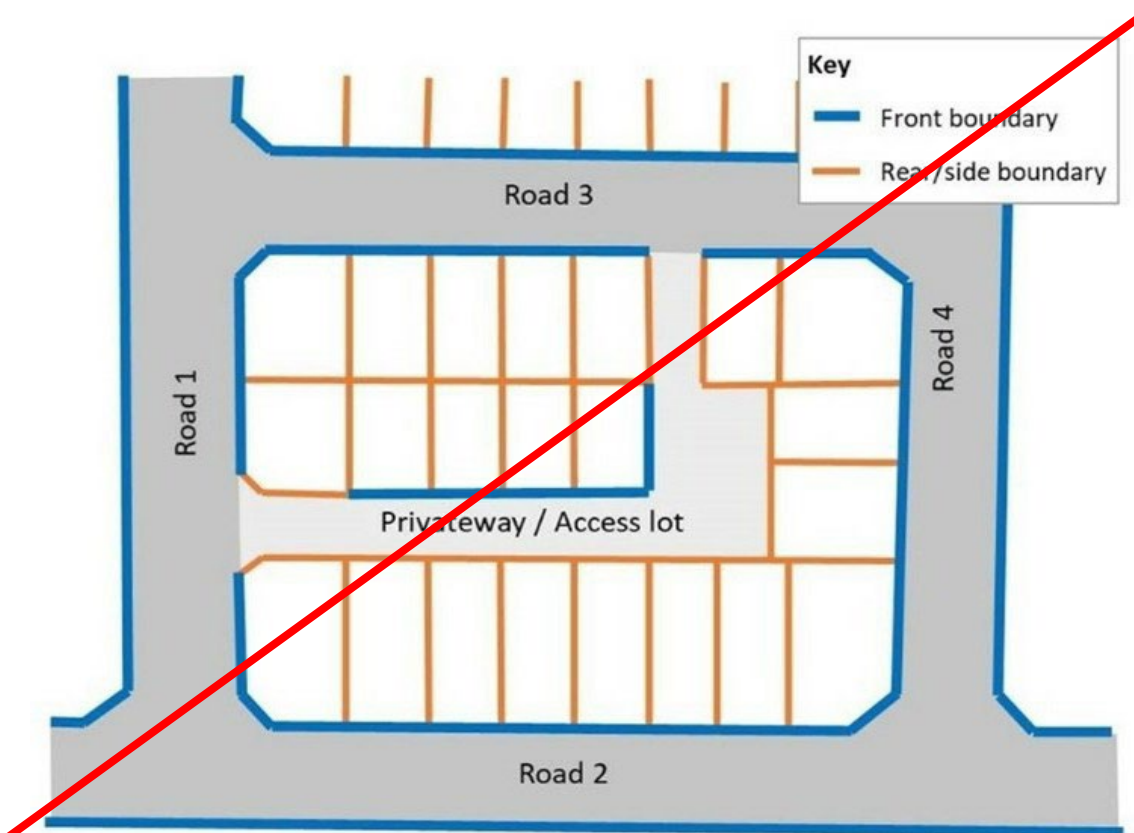 Key
Front boundary
Rear/side boundary
Road 3
Road 4
Road 1
Privateway / Access lot
Road 2